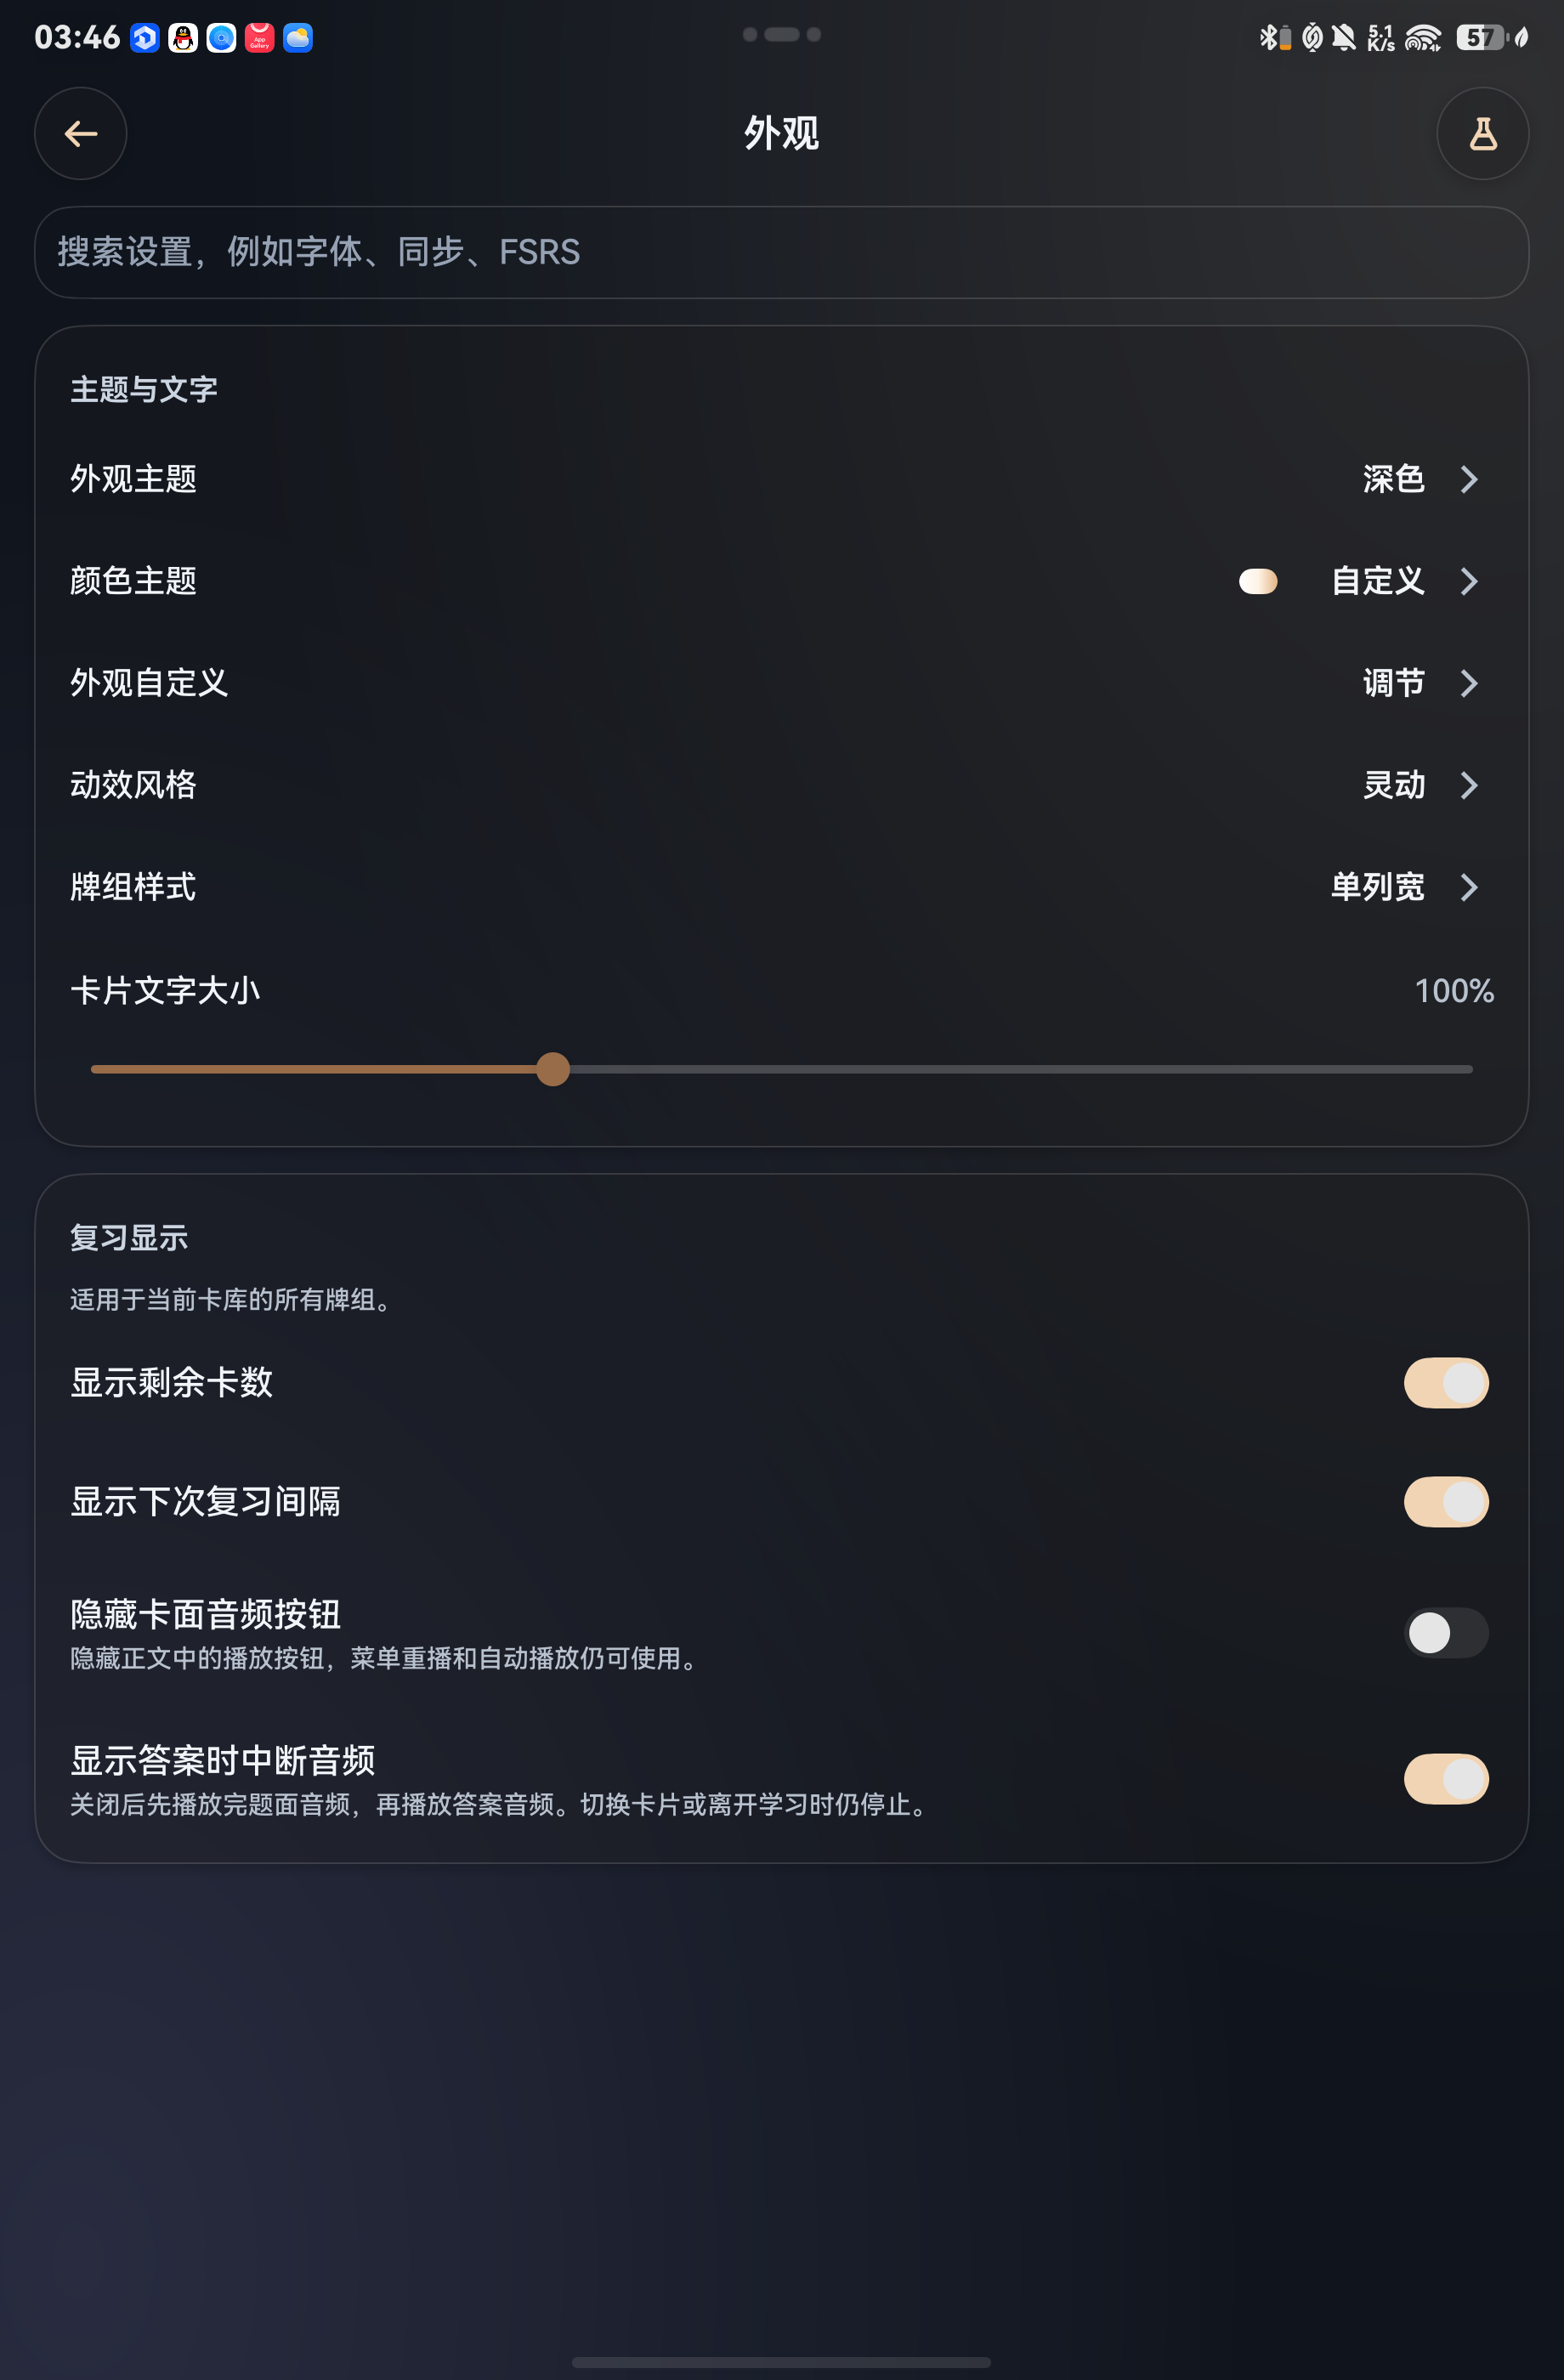 03:46
App
Gallery
5.1
K/s
57
外观
搜索设置，例如字体、同步、FSRS
主题与文字
外观主题
深色
颜色主题
自定义
外观自定义
调节
动效风格
灵动
牌组样式
单列宽
卡片文字大小
100%
复习显示
适用于当前卡库的所有牌组。
显示剩余卡数
显示下次复习间隔
隐藏卡面音频按钮
隐藏正文中的播放按钮，菜单重播和自动播放仍可使用。
显示答案时中断音频
关闭后先播放完题面音频，再播放答案音频。切换卡片或离开学习时仍停止。